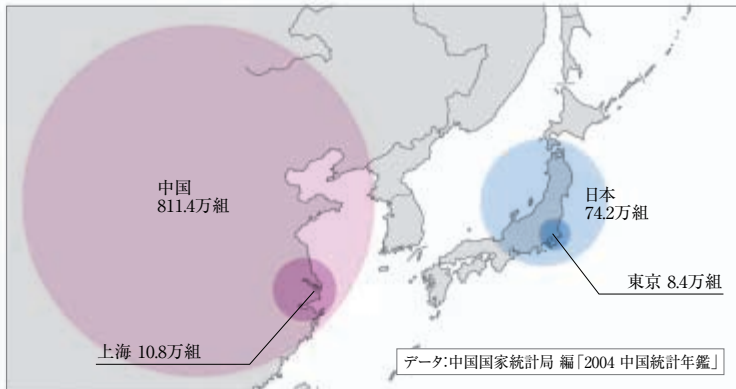 中国
811.4万組
日本
74.2万組
東京 8.4万組
上海 10.8万組
データ:中国国家統計局 編「2004 中国統計年鑑」